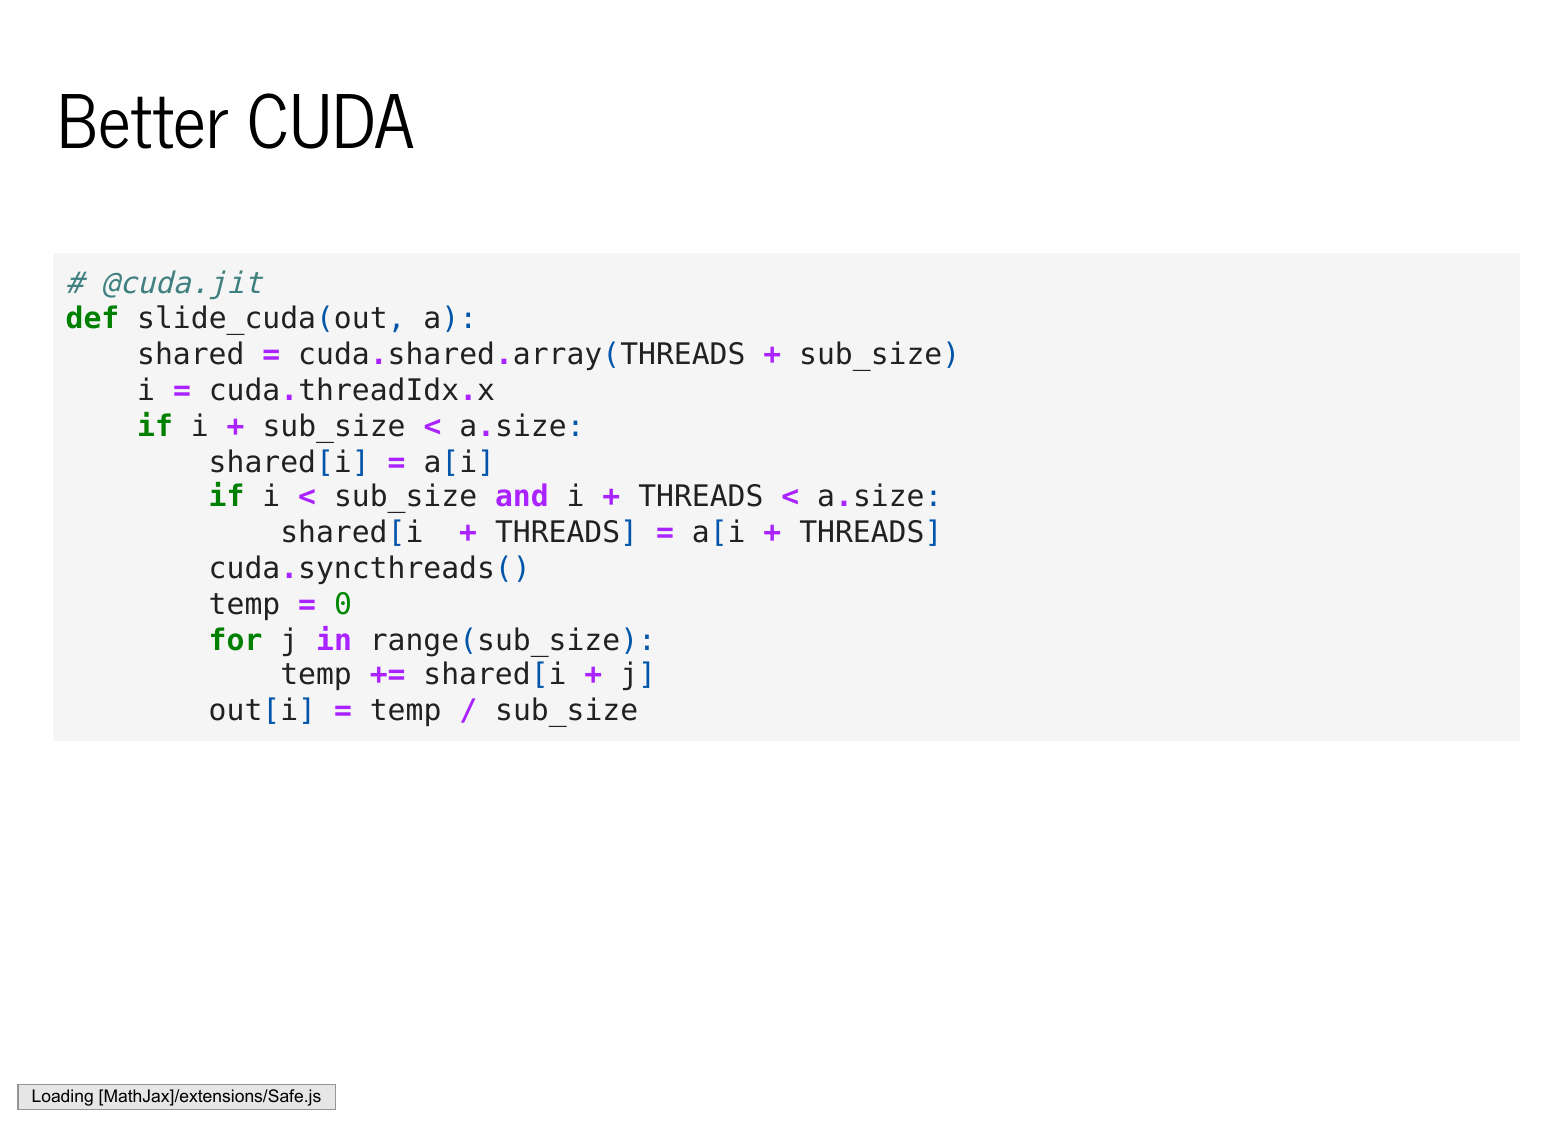 Better CUDA
# @cuda.jit
def slide_cuda(out, a):
    shared = cuda.shared.array(THREADS + sub_size)
    i = cuda.threadIdx.x
    if i + sub_size < a.size:
        shared[i] = a[i]
        if i < sub_size and i + THREADS < a.size:
            shared[i  + THREADS] = a[i + THREADS]
        cuda.syncthreads()
        temp = 0
        for j in range(sub_size):
            temp += shared[i + j]
        out[i] = temp / sub_size
Loading [MathJax]/extensions/Safe.js